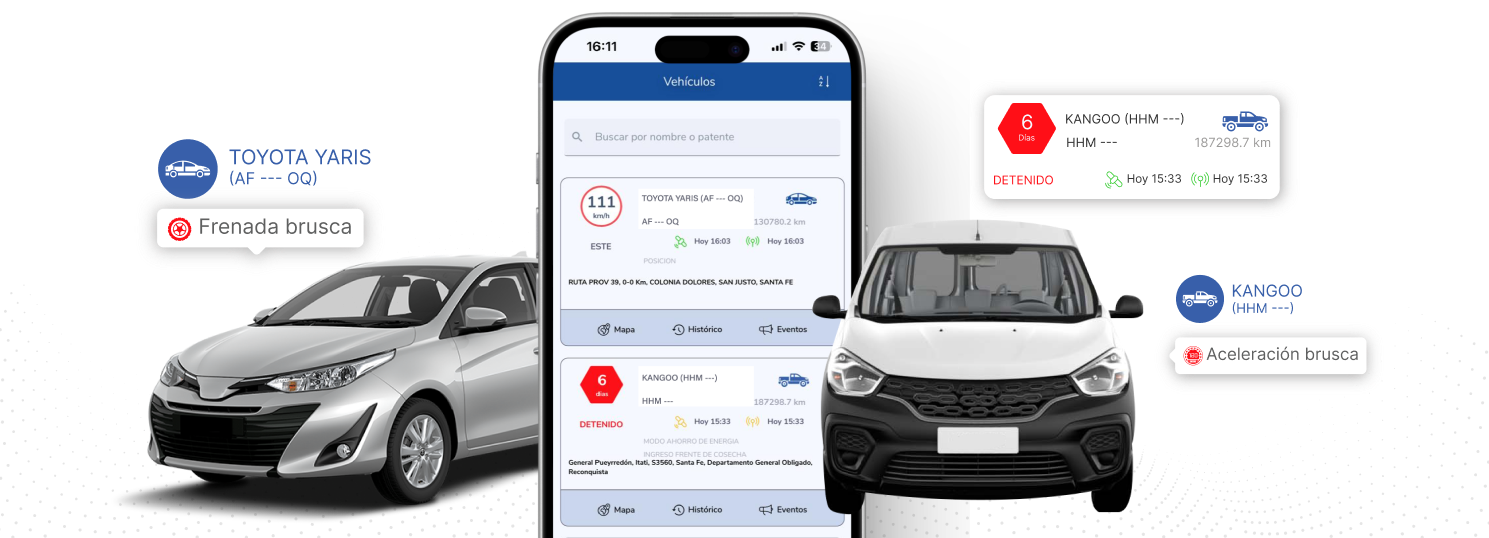 TOYOTA YARIS
(AF --- OQ)
Frenada brusca
16:11
34
Vehículos
A
Z
Buscar por nombre o patente
111
km/h
ESTE
TOYOTA YARIS (AF --- OQ)
AF --- OQ
130780.2 km
Hoy 16:03
Hoy 16:03
POSICION
RUTA PROV 39, 0-0 Km, COLONIA DOLORES, SAN JUSTO, SANTA FE
Mapa
Histórico
Eventos
6
días
DETENIDO
KANGOO (HHM ---)
HHM ---
187298.7 km
Hoy 15:33
Hoy 15:33
MODO AHORRO DE ENERGIA
INGRESO FRENTE DE COSECHA
General Pueyrredón, Itati, S3560, Santa Fe, Departamento General Obligado,
Reconquista
Mapa
Histórico
Eventos
6
Días
DETENIDO
KANGOO (HHM ---)
HHM ---
187298.7 km
Hoy 15:33
Hoy 15:33
KANGOO
(HHM ---)
Aceleración brusca